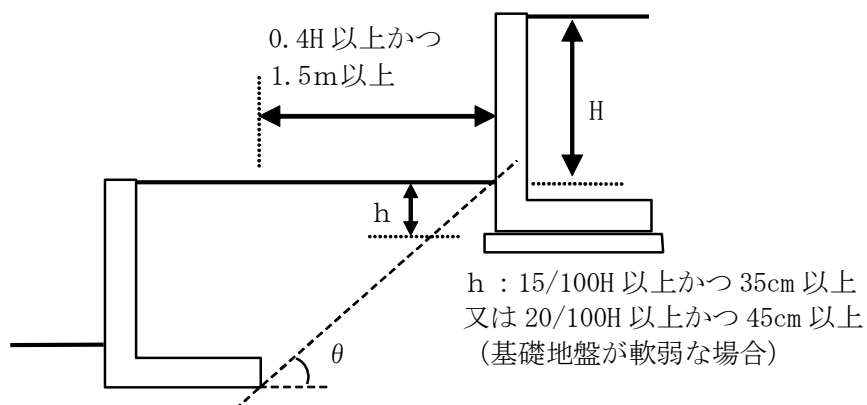 0.4H 以上かつ
1.5m以上
H
h
h:15/100H 以上かつ 35cm 以上
又は 20/100H 以上かつ 45cm 以上
(基礎地盤が軟弱な場合)
θ